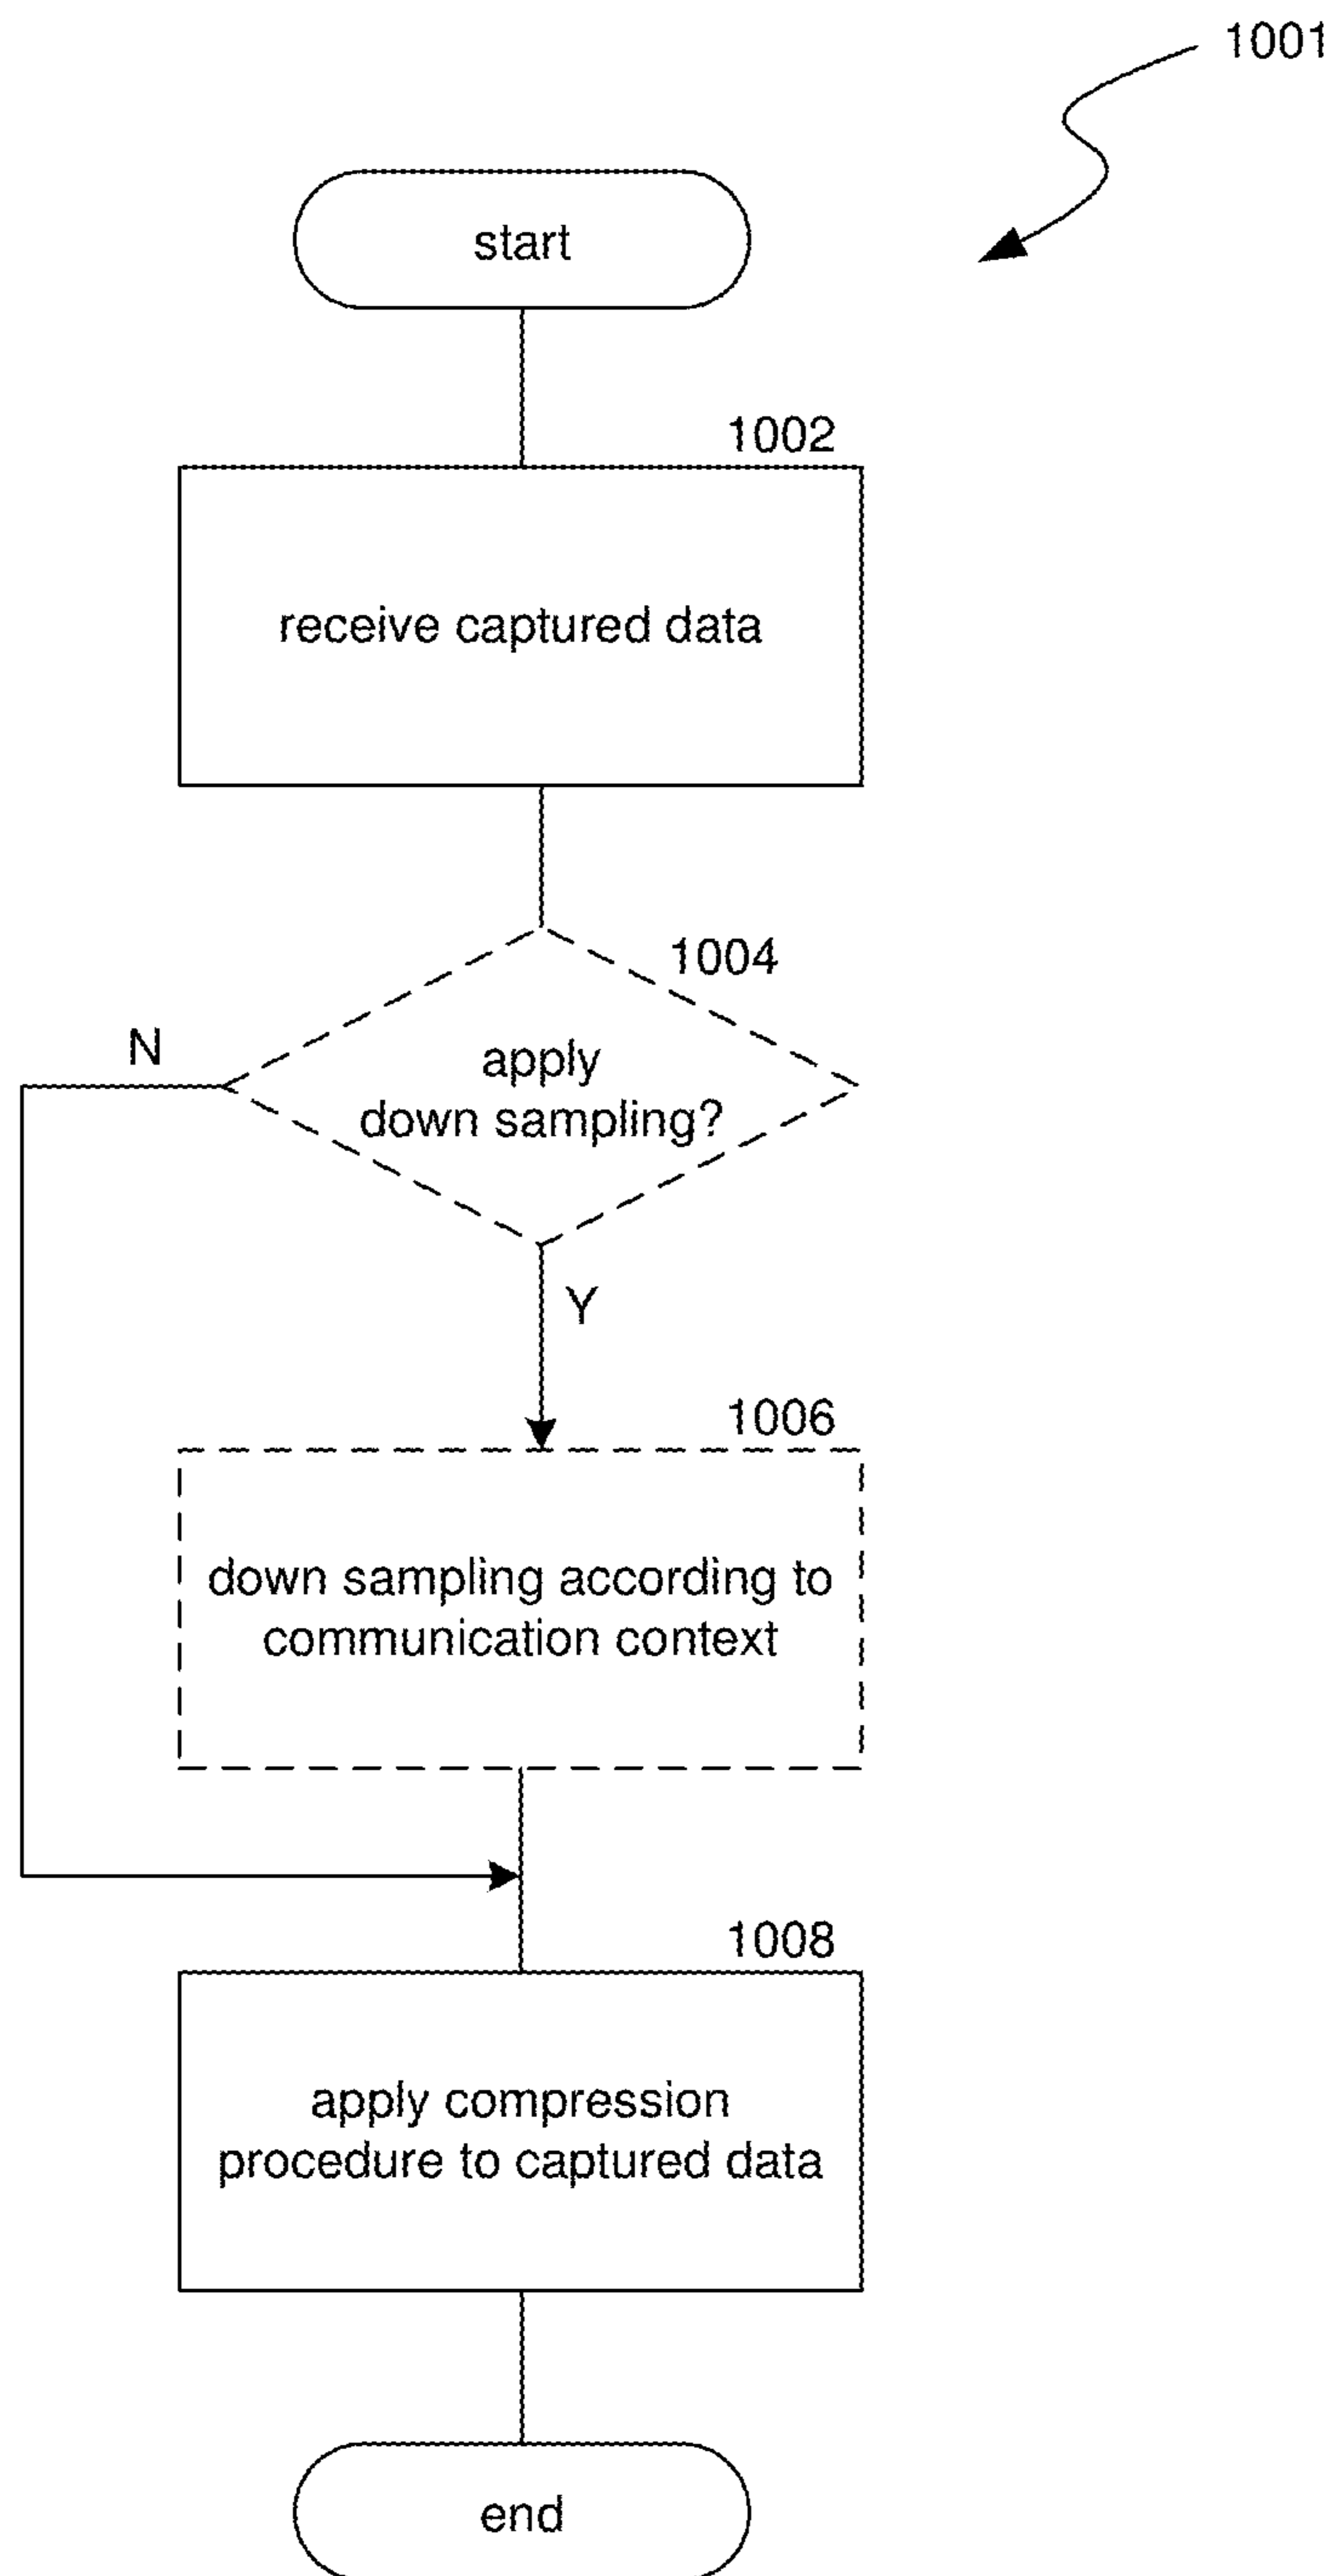 1001
start
1002
receive captured data
1004
N
apply
down sampling?
Y
1006
down sampling according to
communication context
1008
apply compression
procedure to captured data
end